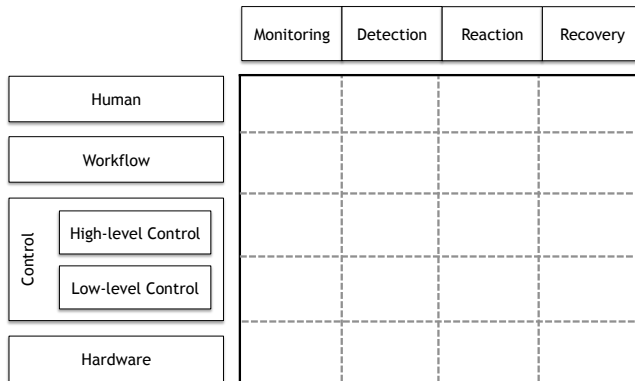 Monitoring Detection Reaction Recovery
Human
Workflow
Control
High-level Control
Low-level Control
Hardware